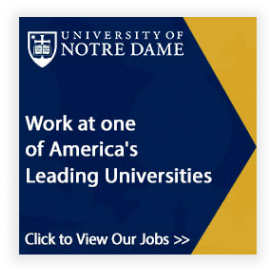 UNIVERSITY OF
NOTRE DAME
Work at one
of America's
Leading Universities
Click to View Our Jobs >>